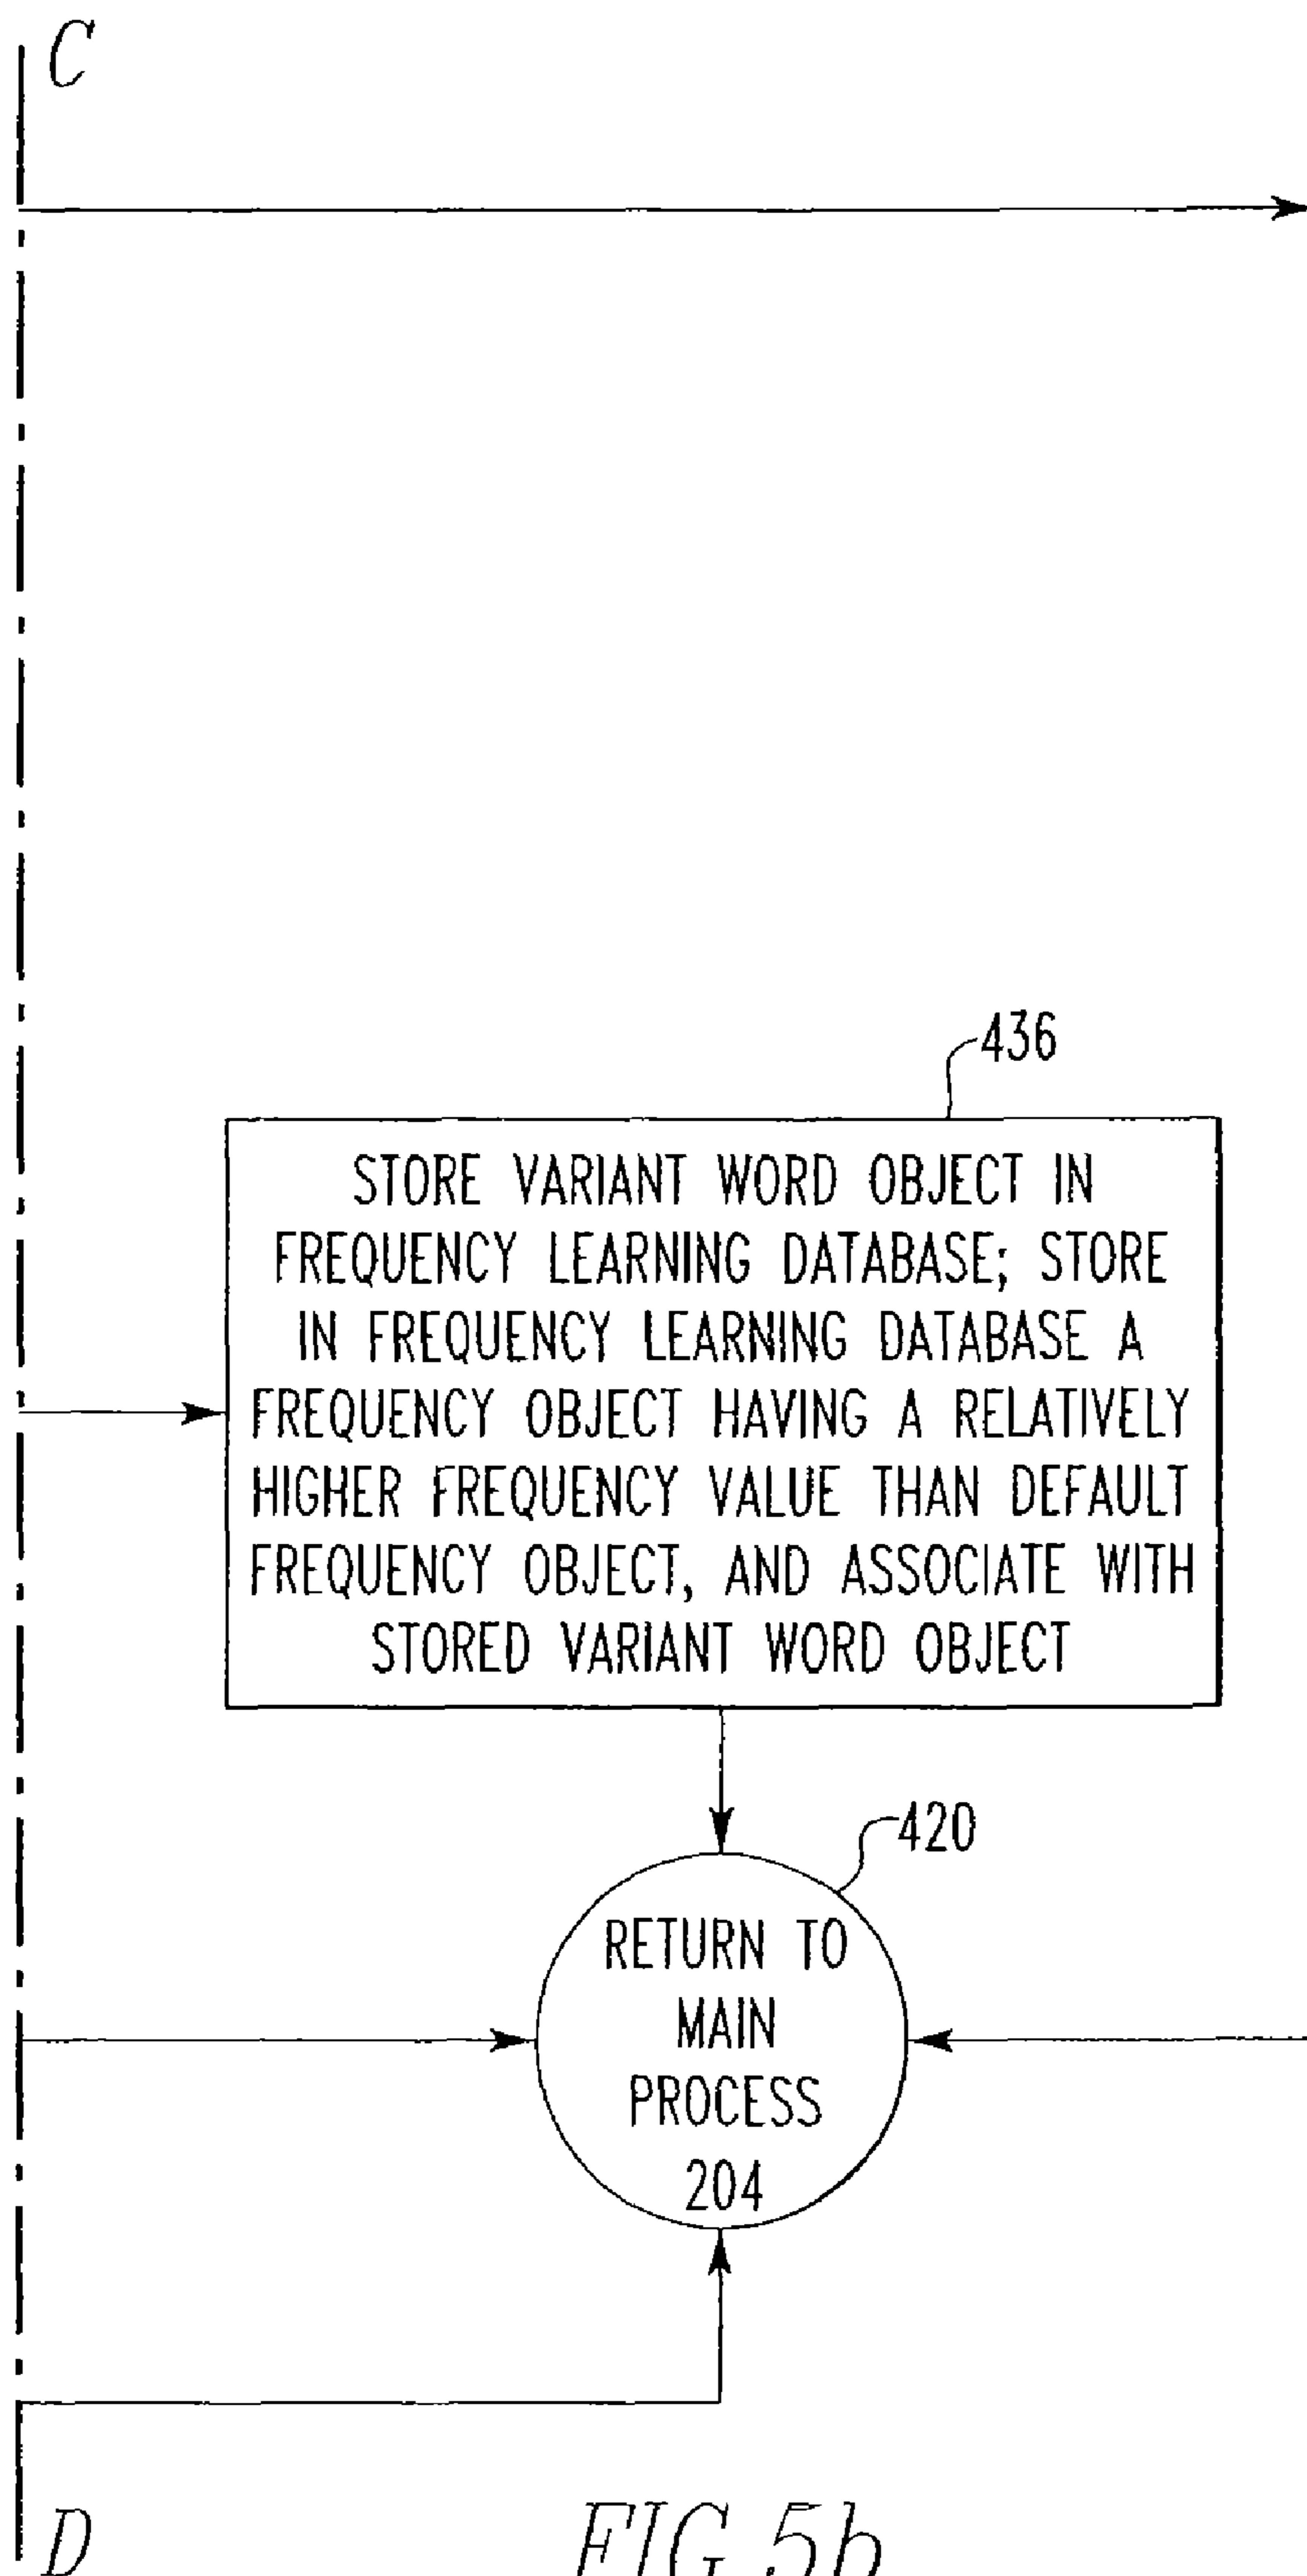 C
436
STORE VARIANT WORD OBJECT IN
FREQUENCY LEARNING DATABASE; STORE
IN FREQUENCY LEARNING DATABASE A
FREQUENCY OBJECT HAVING A RELATIVELY
HIGHER FREQUENCY VALUE THAN DEFAULT
FREQUENCY OBJECT, AND ASSOCIATE WITH
STORED VARIANT WORD OBJECT
420
RETURN TO
MAIN
PROCESS
204
D
FIG.5b